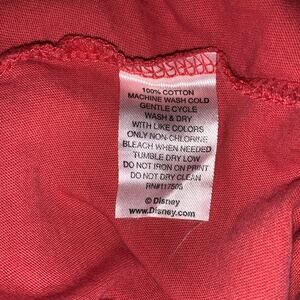 100% COTTON
MACHINE WASH COLD
GENTLE CYCLE
WASH & DRY
WITH LIKE COLORS
ONLY NON-CHLORINE
BLEACH WHEN NEEDED
TUMBLE DRY LOW
DO NOT IRON ON PRINT
DO NOT DRY CLEAN
© Disney
www.Disney.com